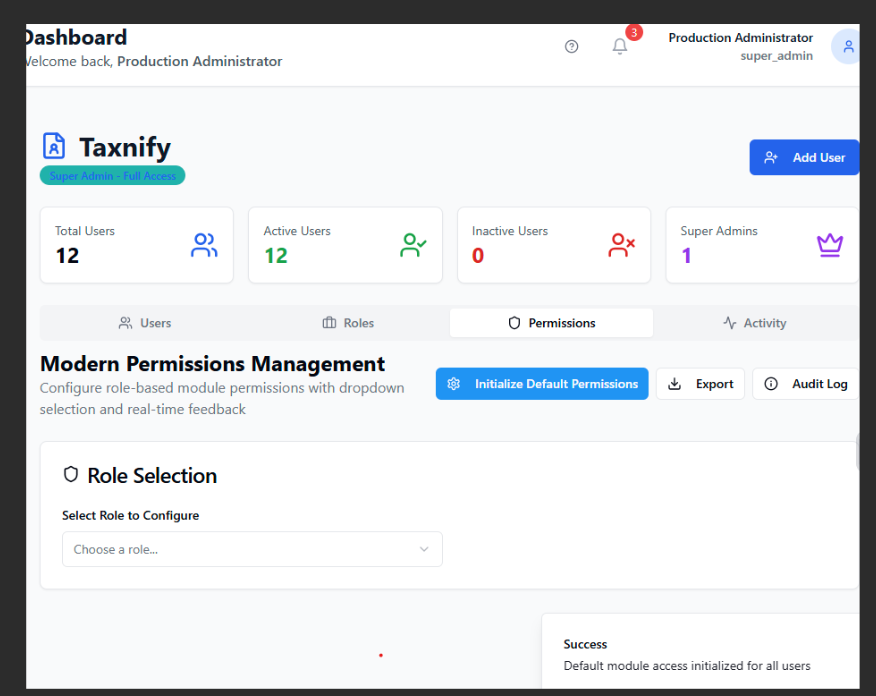 Dashboard
Welcome back, Production Administrator
3
Production Administrator
super_admin
Taxnify
Super Admin - Full Access
Add User
Total Users
12
Active Users
12
Inactive Users
0
Super Admins
1
Users
Roles
Permissions
Activity
Modern Permissions Management
Configure role-based module permissions with dropdown
selection and real-time feedback
Initialize Default Permissions
Export
Audit Log
Role Selection
Select Role to Configure
Choose a role...
Success
Default module access initialized for all users